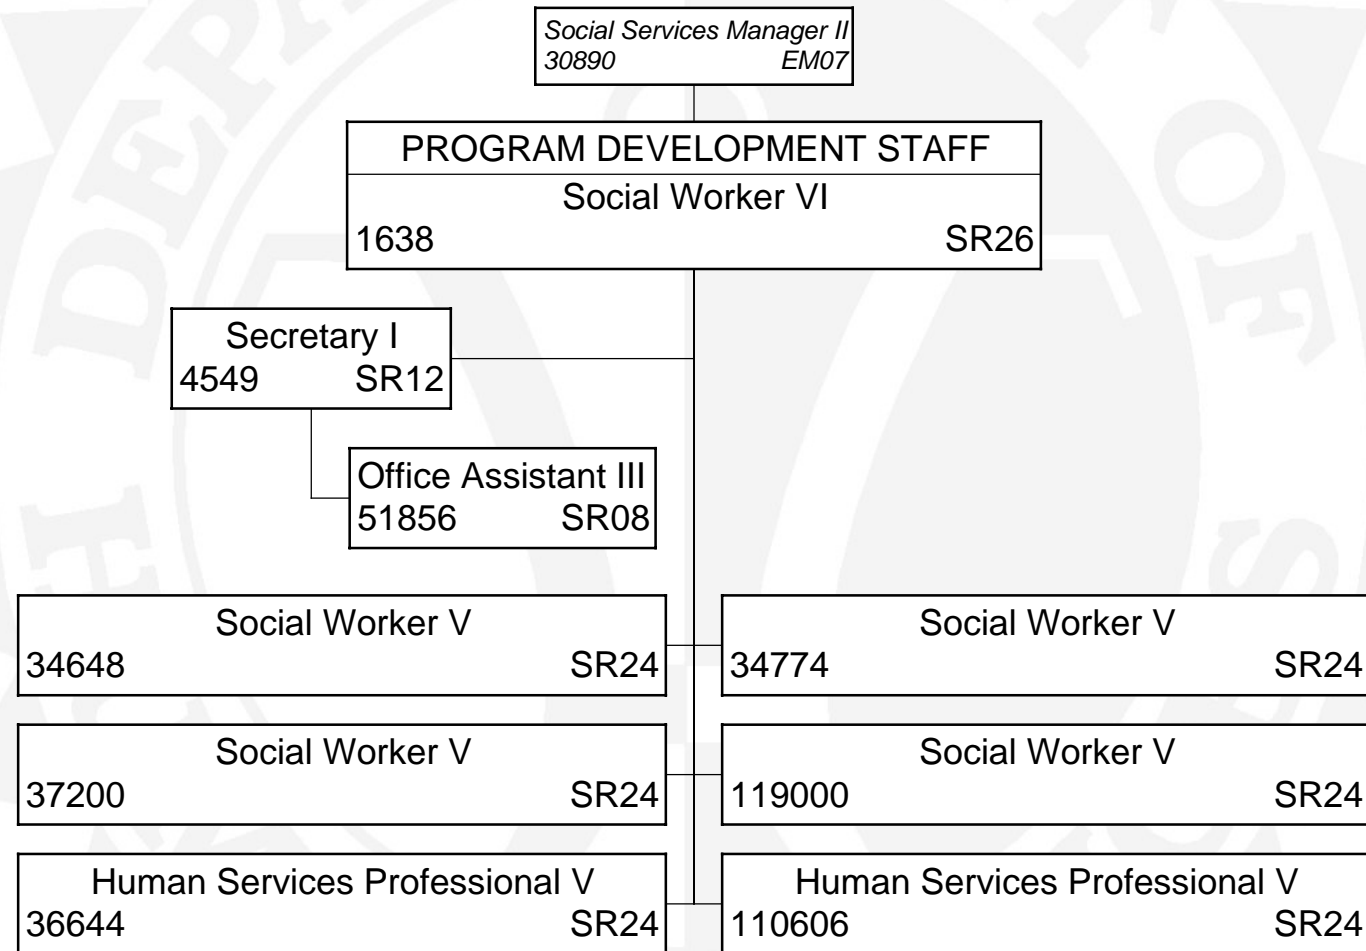 Social Services Manager II
30890 EM07
PROGRAM DEVELOPMENT STAFF
Social Worker VI
1638 SR26
Secretary I
4549 SR12
Office Assistant III
51856 SR08
Social Worker V
34648 SR24
Social Worker V
34774 SR24
Social Worker V
37200 SR24
Social Worker V
119000 SR24
Human Services Professional V
36644 SR24
Human Services Professional V
110606 SR24